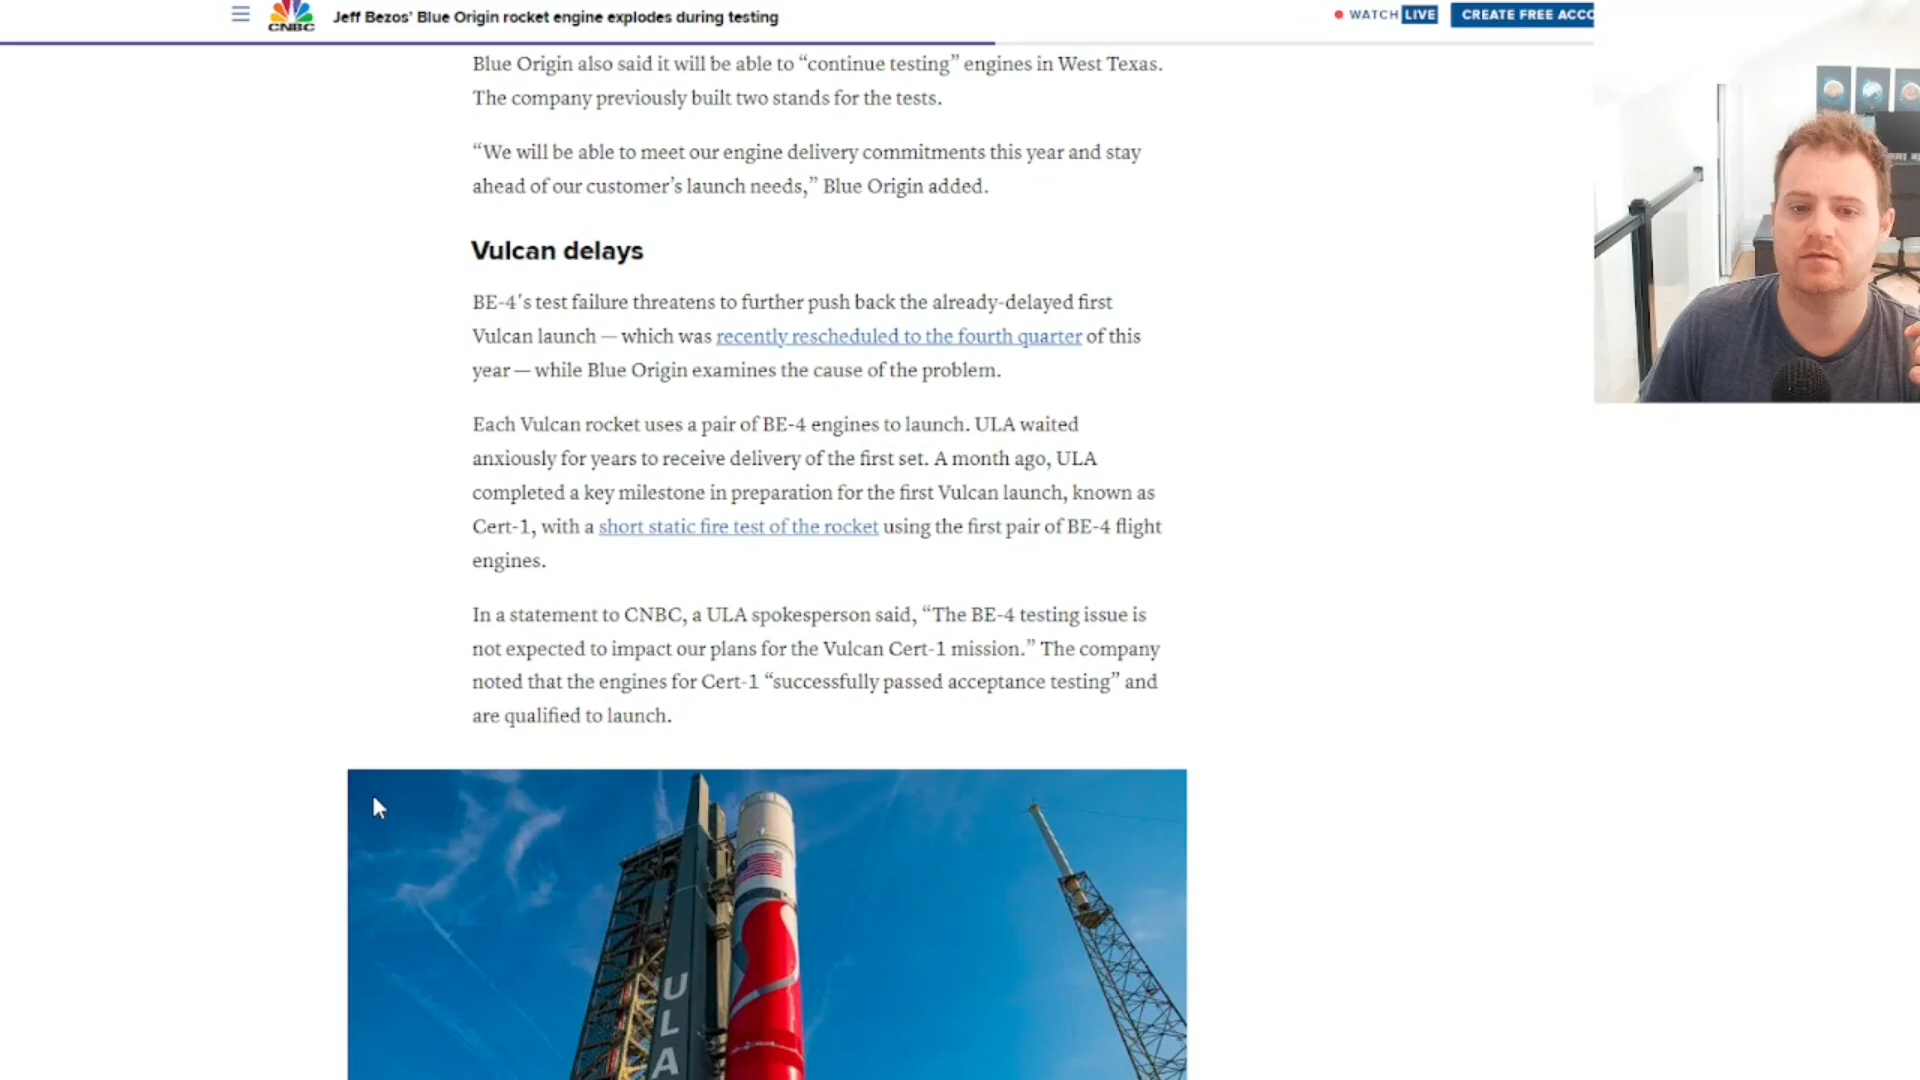 CNBC
Jeff Bezos' Blue Origin rocket engine explodes during testing
WATCH LIVE
CREATE FREE ACCO
Blue Origin also said it will be able to “continue testing” engines in West Texas.
The company previously built two stands for the tests.
“We will be able to meet our engine delivery commitments this year and stay
ahead of our customer’s launch needs,” Blue Origin added.
Vulcan delays
BE-4’s test failure threatens to further push back the already-delayed first
Vulcan launch — which was recently rescheduled to the fourth quarter of this
year — while Blue Origin examines the cause of the problem.
Each Vulcan rocket uses a pair of BE-4 engines to launch. ULA waited
anxiously for years to receive delivery of the first set. A month ago, ULA
completed a key milestone in preparation for the first Vulcan launch, known as
Cert-1, with a short static fire test of the rocket using the first pair of BE-4 flight
engines.
In a statement to CNBC, a ULA spokesperson said, “The BE-4 testing issue is
not expected to impact our plans for the Vulcan Cert-1 mission.” The company
noted that the engines for Cert-1 “successfully passed acceptance testing” and
are qualified to launch.
ULA